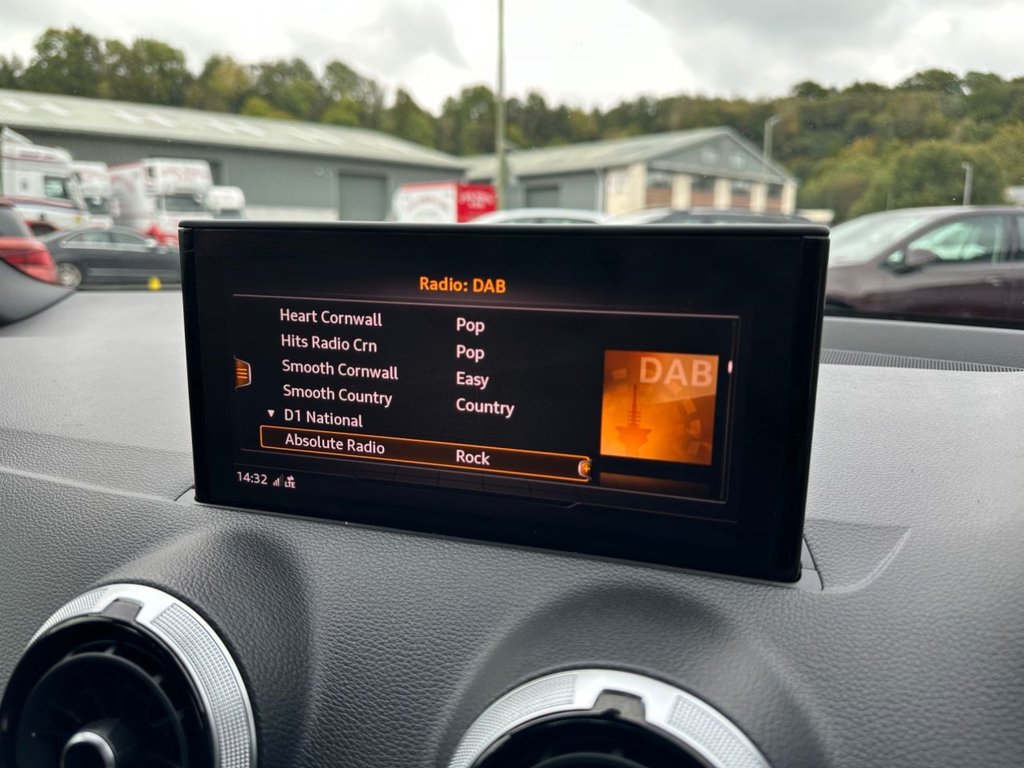 Radio: DAB
Heart Cornwall Pop
Hits Radio Crn Pop
Smooth Cornwall Easy
Smooth Country Country
▼ D1 National
Absolute Radio Rock
DAB
14:32 LTE